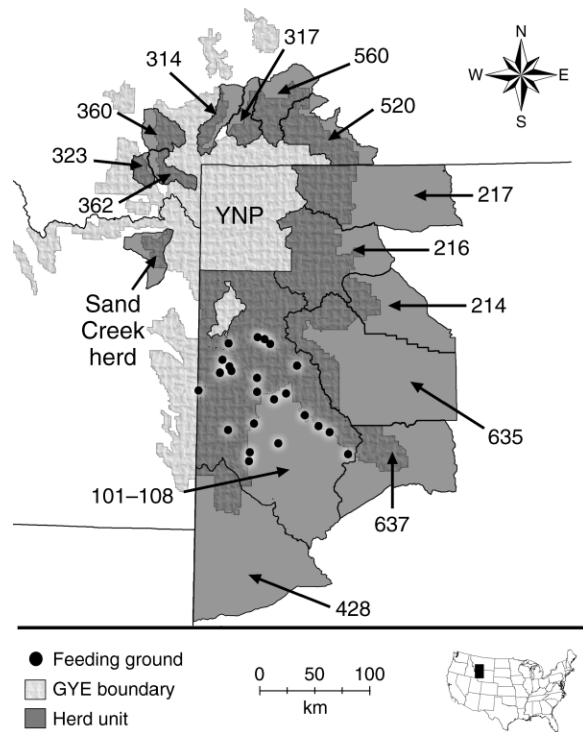 N
W
E
S
314
317
560
360
520
323
217
362
YNP
216
Sand
Creek
herd
214
635
101–108
637
428
Feeding ground
GYE boundary
Herd unit
0 50 100
km